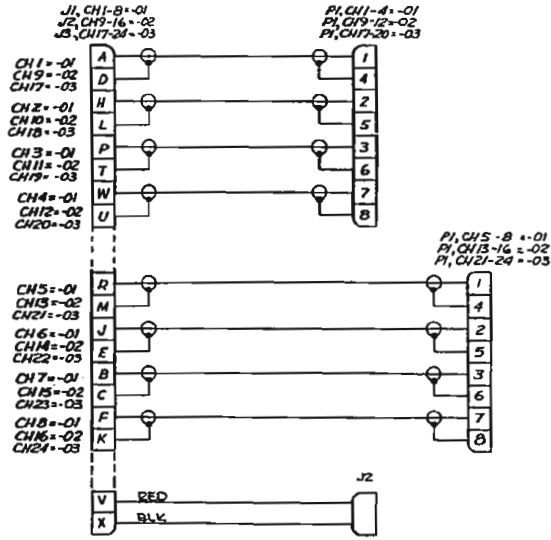 J1, CH1-8=-01
J2, CH9-16=-02
J3, CH17-24=-03
P1, CH1-4=-01
P1, CH9-12=-02
P1, CH17-20=-03
CH1=-01
CH9=-02
CH17=-03
A
D
1
4
CH2=-01
CH10=-02
CH18=-03
H
L
2
5
CH3=-01
CH11=-02
CH19=-03
P
T
3
6
CH4=-01
CH12=-02
CH20=-03
W
U
7
8
P1, CH5-8=-01
P1, CH13-16=-02
P1, CH21-24=-03
CH5=-01
CH13=-02
CH21=-03
R
M
1
4
CH6=-01
CH14=-02
CH22=-03
J
E
2
5
CH7=-01
CH15=-02
CH23=-03
B
C
3
6
CH8=-01
CH16=-02
CH24=-03
F
K
7
8
J2
V RED
X BLK